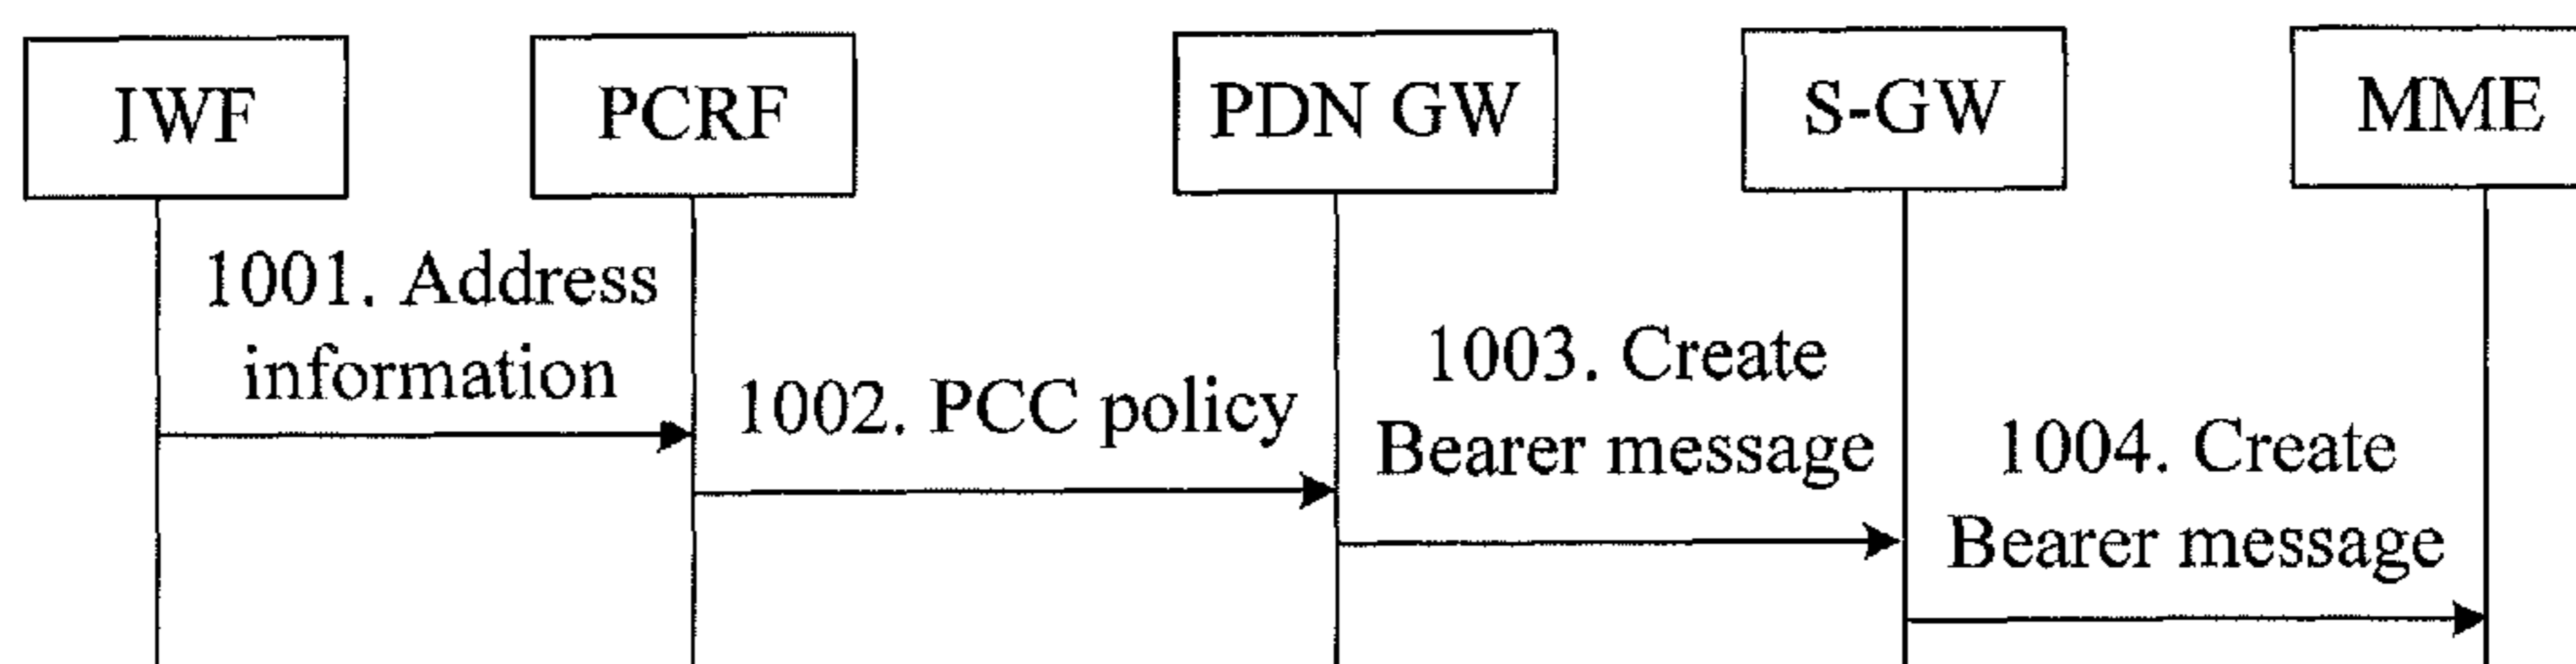 IWF
PCRF
PDN GW
S-GW
MME
1001. Address
information
1002. PCC policy
1003. Create
Bearer message
1004. Create
Bearer message